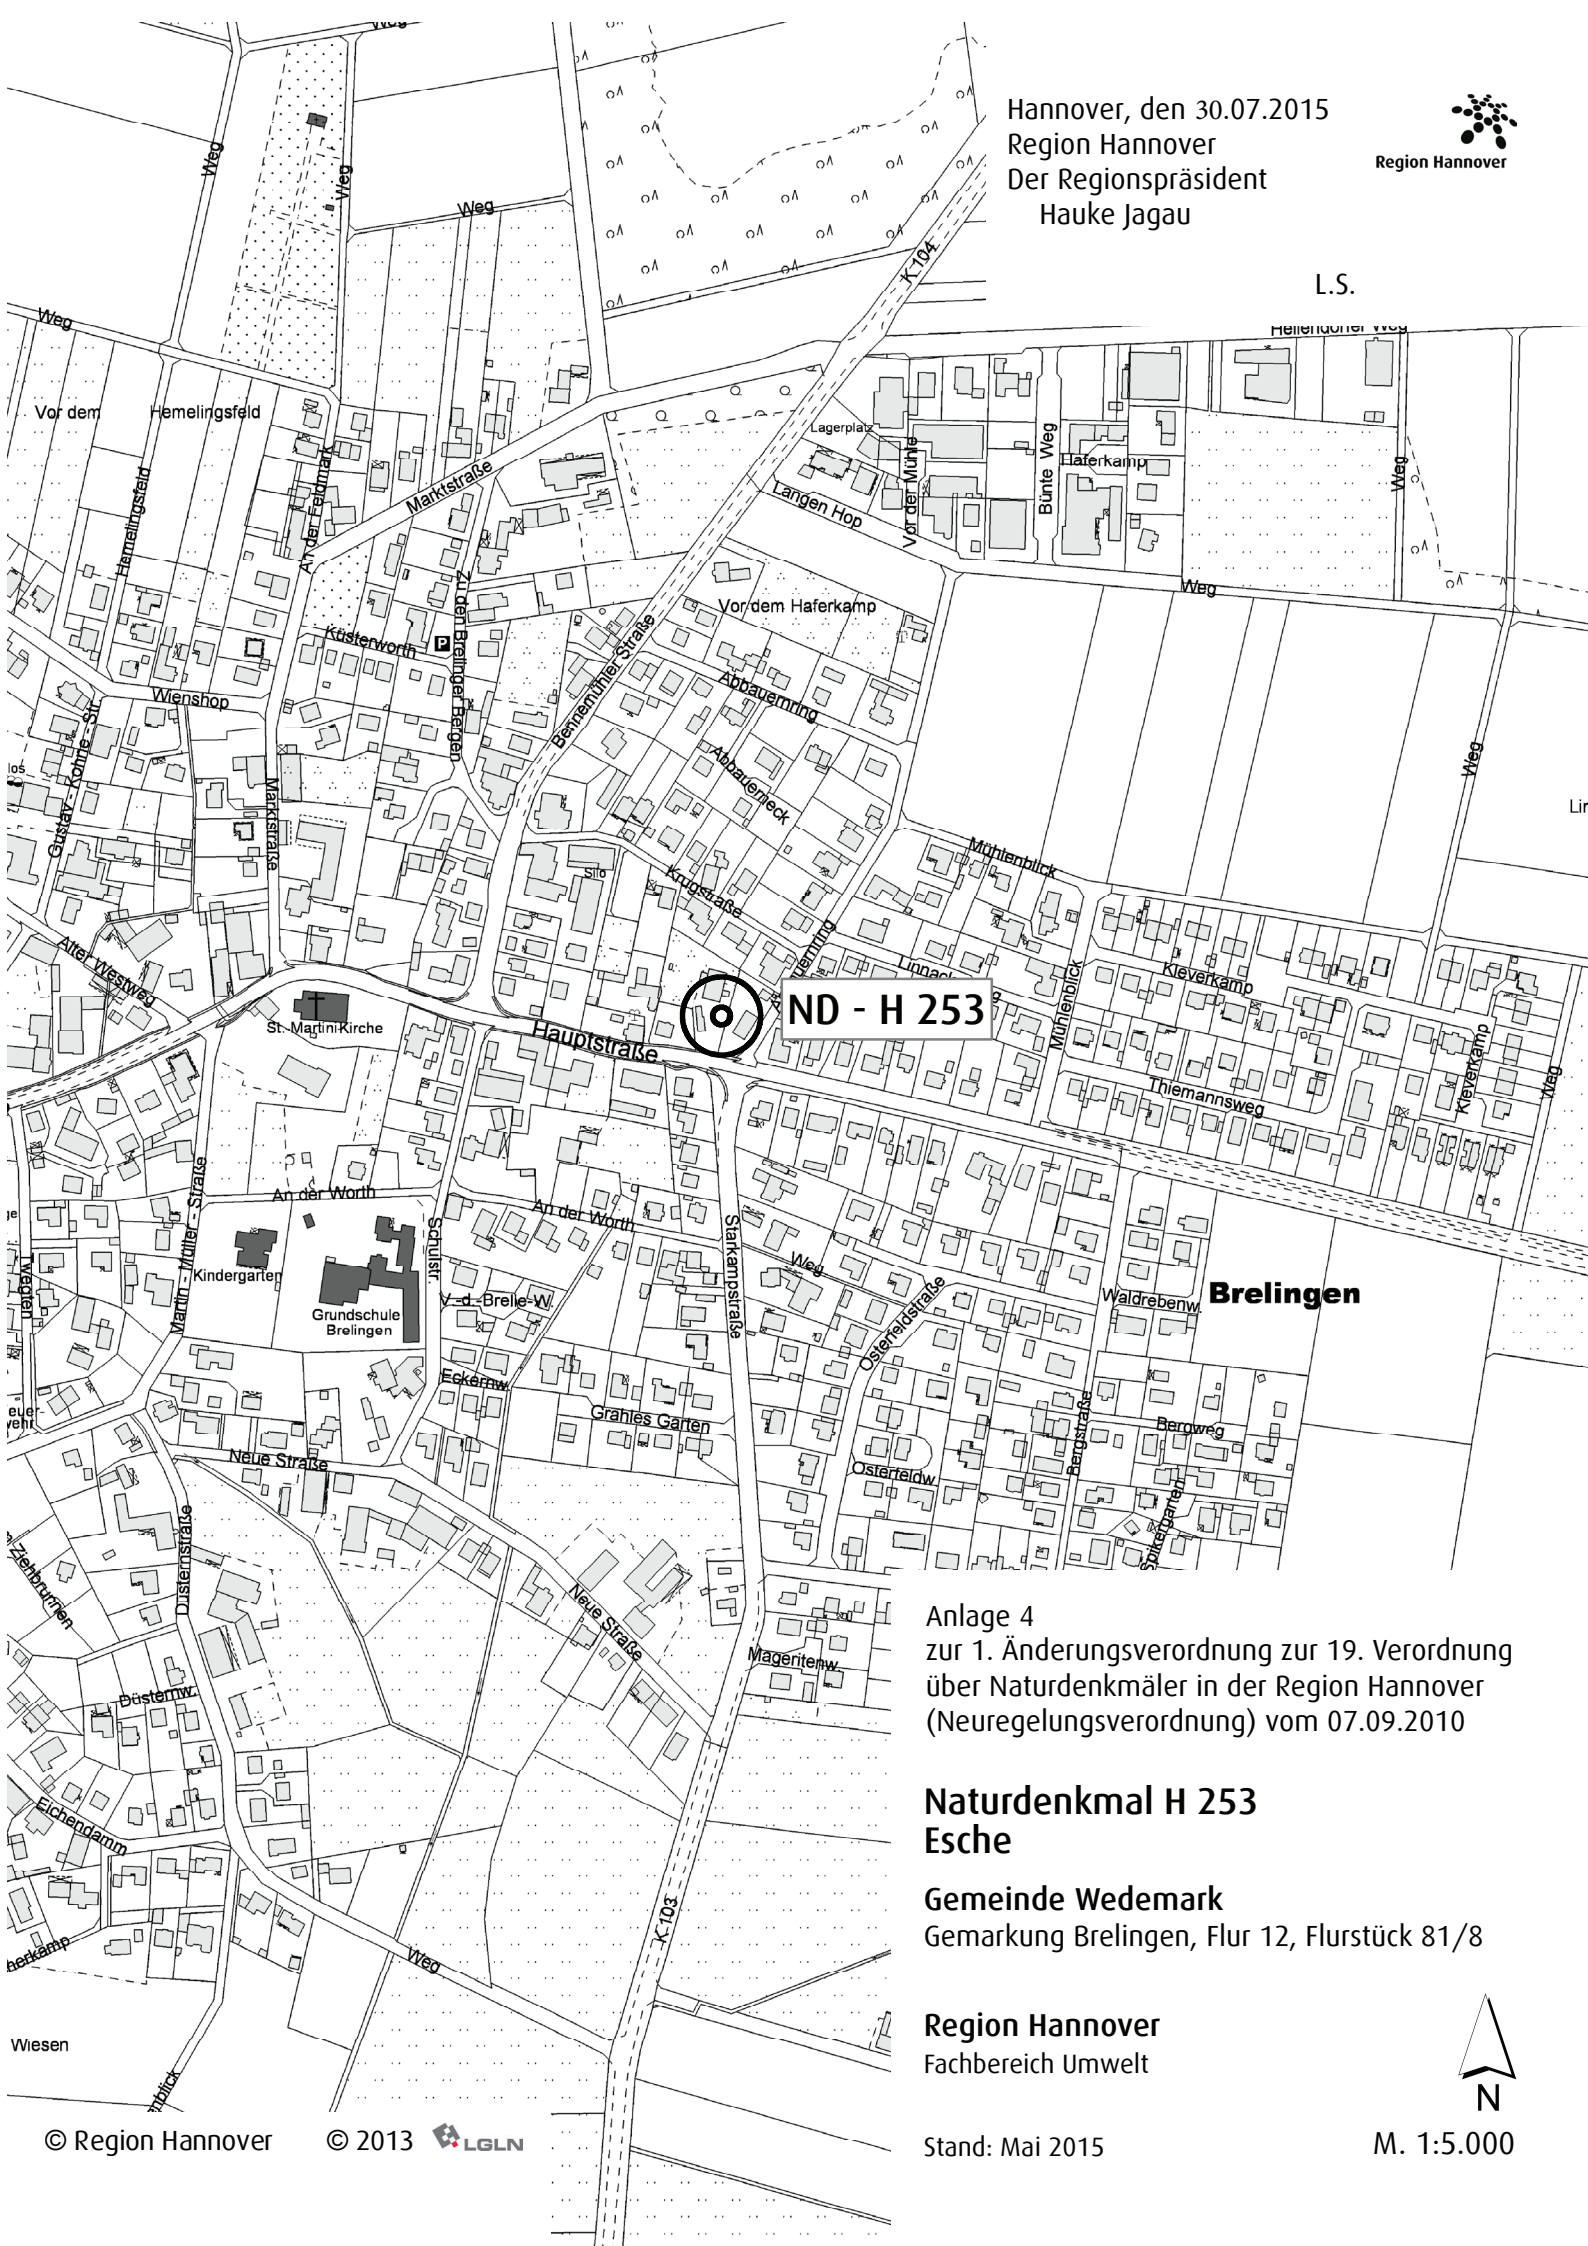 Hannover, den 30.07.2015
Region Hannover
Der Regionspräsident
Hauke Jagau
Region Hannover
L.S.
Weg
Weg
Weg
Weg
K 104
Weg
Hellendorfer Weg
Vor dem Hemelingsfeld
Lagerplatz
Hemelingsfeld
An der Feldmark
Marktstraße
Langen Hop
Vor der Mühle
Bünte Weg
Haferkamp
Weg
Weg
Zu den Brelinger Bergen
Vor dem Haferkamp
Küsterworth
P
Bennemühler Straße
Wienshop
Abbauernring
Gustav - Kohne - Str.
Abbauerneck
Weg
Marktstraße
Silo
Krugstraße
Mühlenblick
Alter Westweg
Kleverkamp
Mühlenblick
St.-Martini Kirche
Hauptstraße
ND - H 253
Kleverkamp
Thiemannsweg
Weg
Martin - Müller - Straße
An der Worth
An der Worth
Schulstr.
Starkampstraße
Weg
Kindergarten
Grundschule
Brelingen
V.-d.-Brelie-W.
Osterfeldstraße
Waldrebenw.
Brelingen
Eckernw.
Grahles Garten
Bergstraße
Bergweg
Neue Straße
Osterfeldw.
Spikergarten
Düsternstraße
Ziehbrunnen
Neue Straße
Mageritenw.
Düsternw.
Eichendamm
K 103
Weg
Wiesen
Anlage 4
zur 1. Änderungsverordnung zur 19. Verordnung
über Naturdenkmäler in der Region Hannover
(Neuregelungsverordnung) vom 07.09.2010
Naturdenkmal H 253
Esche
Gemeinde Wedemark
Gemarkung Brelingen, Flur 12, Flurstück 81/8
Region Hannover
Fachbereich Umwelt
N
© Region Hannover © 2013 LGLN
Stand: Mai 2015
M. 1:5.000